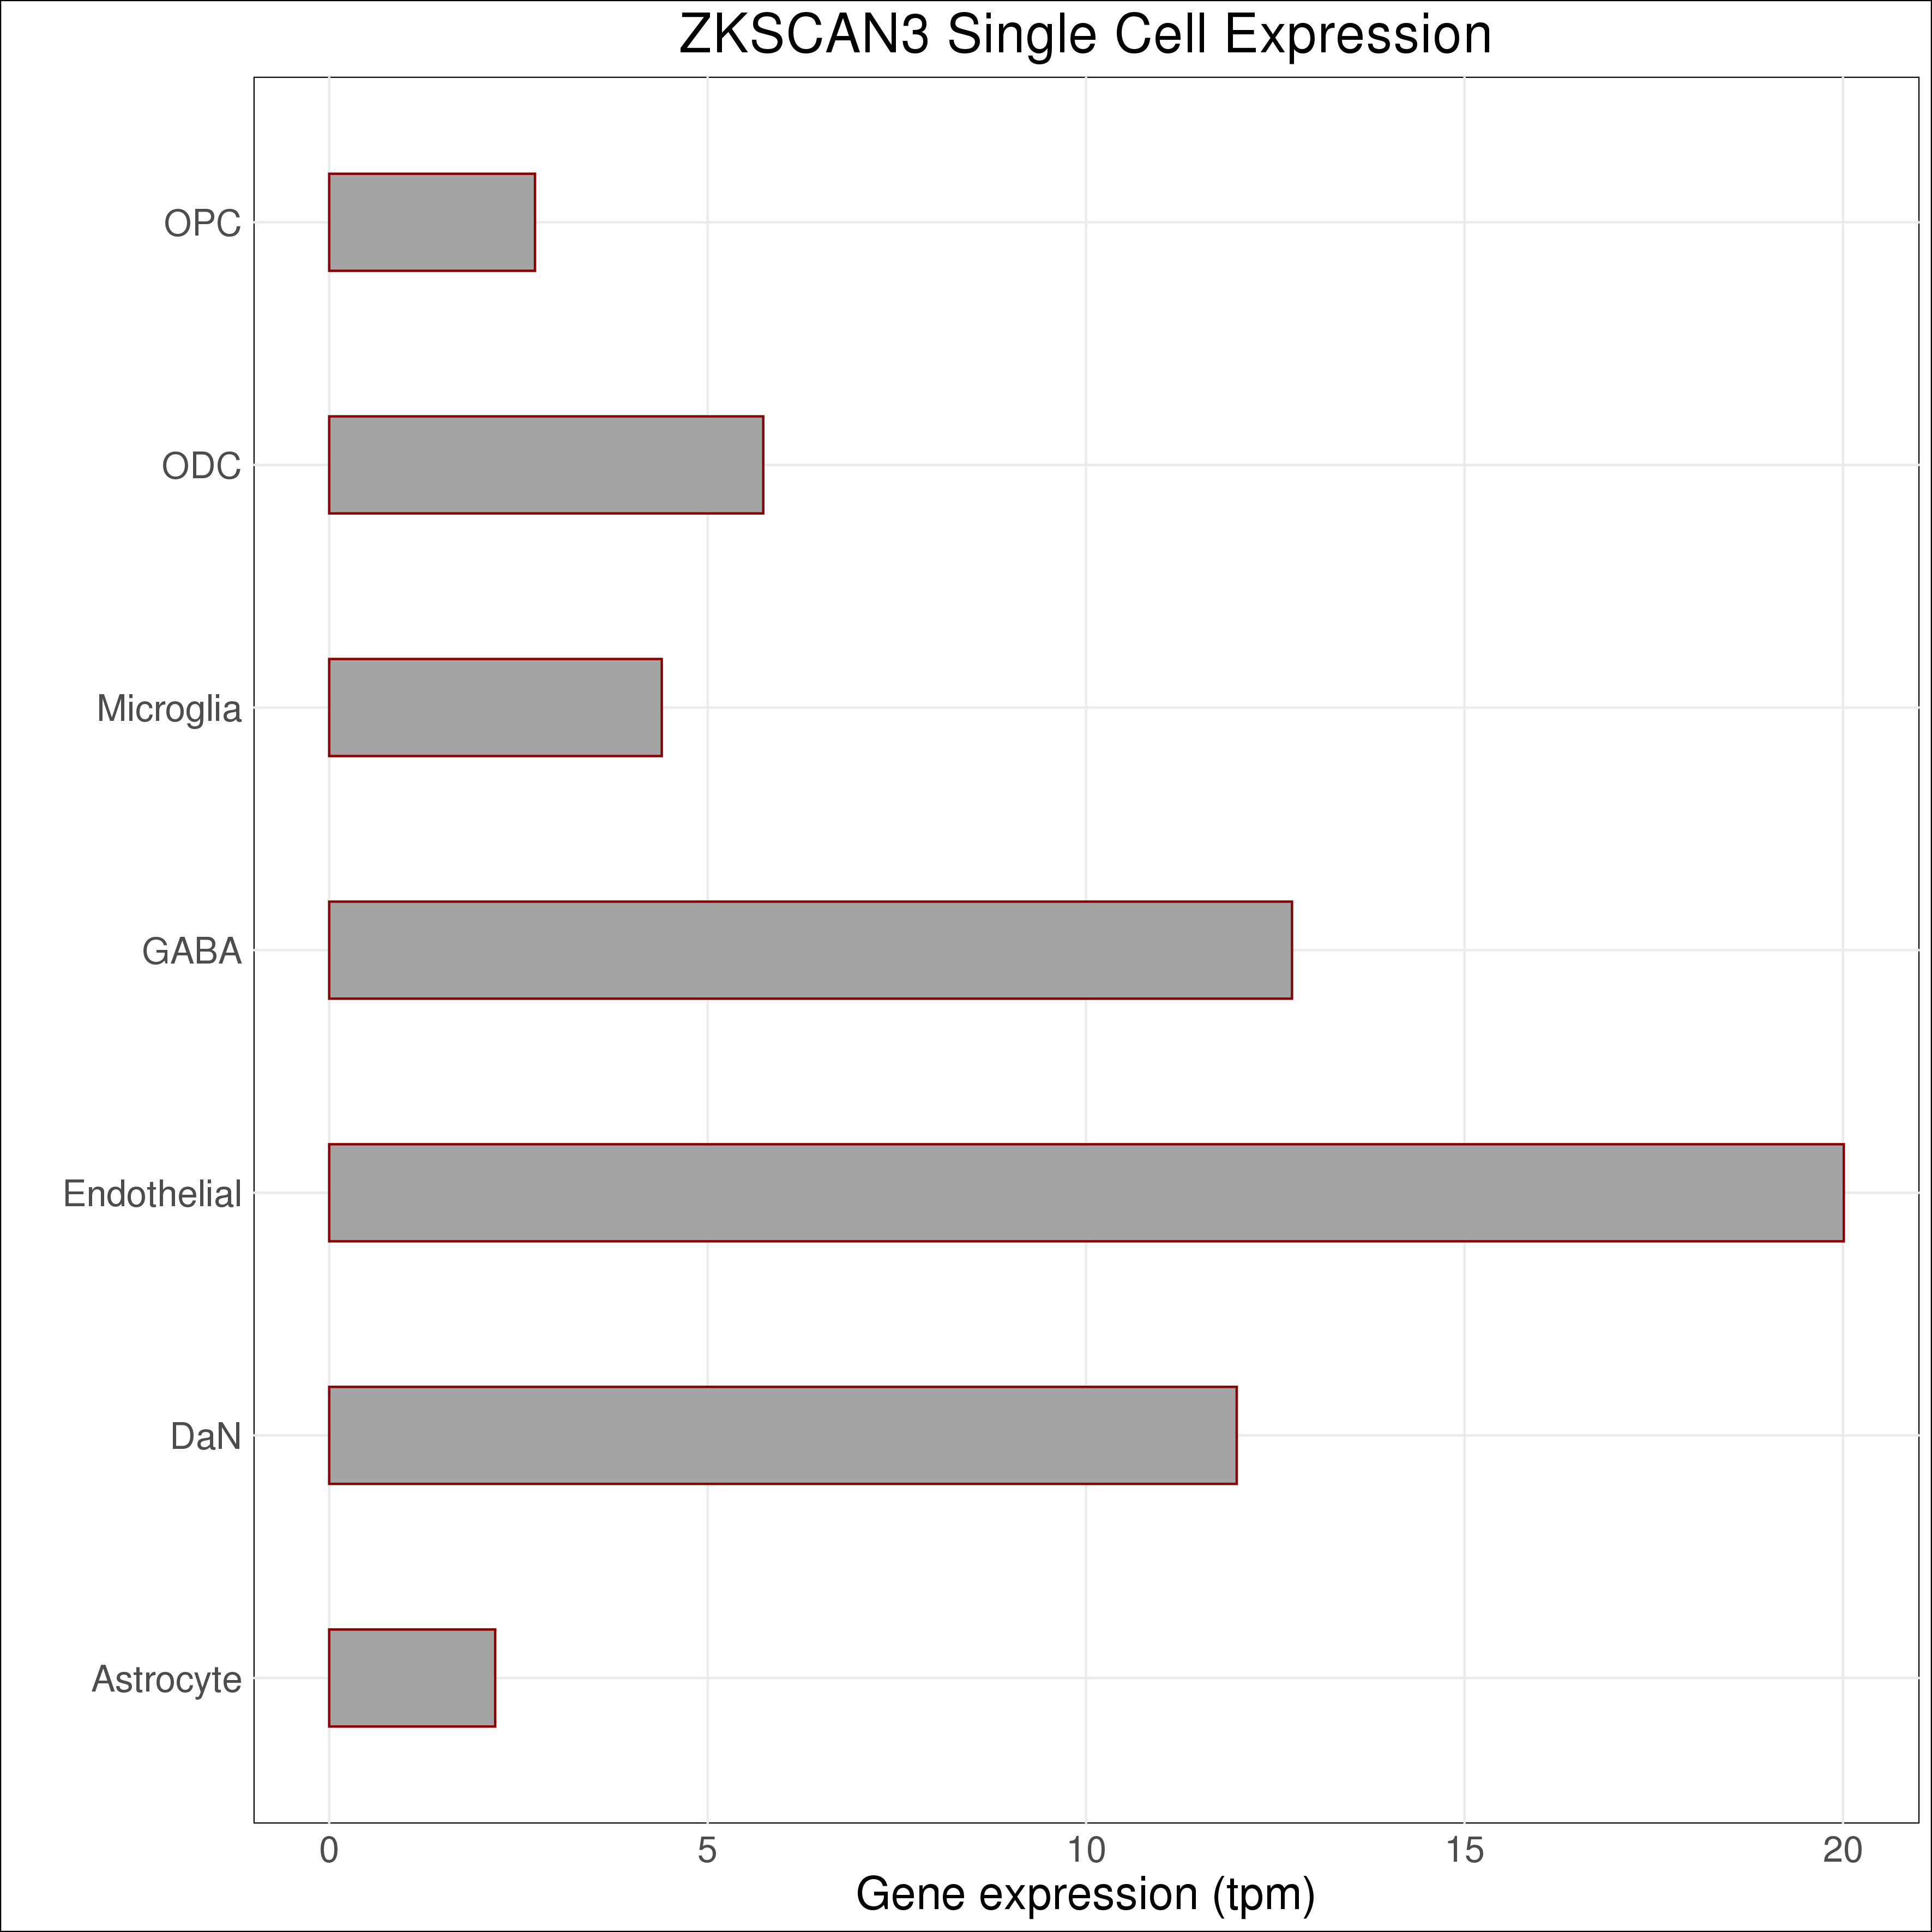 ZKSCAN3 Single Cell Expression
OPC
ODC
Microglia
GABA
Endothelial
DaN
Astrocyte
0 5 10 15 20
Gene expression (tpm)